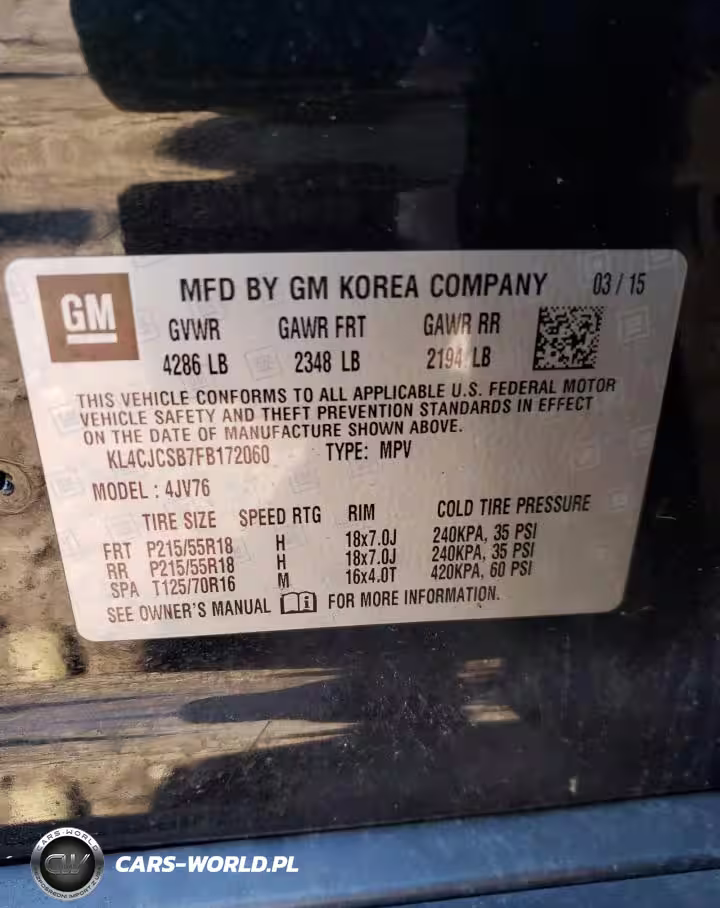 GM
MFD BY GM KOREA COMPANY 03 / 15
GVWR GAWR FRT GAWR RR
4286 LB 2348 LB 2194 LB
THIS VEHICLE CONFORMS TO ALL APPLICABLE U.S. FEDERAL MOTOR
VEHICLE SAFETY AND THEFT PREVENTION STANDARDS IN EFFECT
ON THE DATE OF MANUFACTURE SHOWN ABOVE.
KL4CJCSB7FB172060 TYPE: MPV
MODEL : 4JV76
TIRE SIZE SPEED RTG RIM COLD TIRE PRESSURE
FRT P215/55R18 H 18x7.0J 240KPA, 35 PSI
RR P215/55R18 H 18x7.0J 240KPA, 35 PSI
SPA T125/70R16 M 16x4.0T 420KPA, 60 PSI
SEE OWNER'S MANUAL FOR MORE INFORMATION.
CARS-WORLD
CW
CARS-WORLD.PL